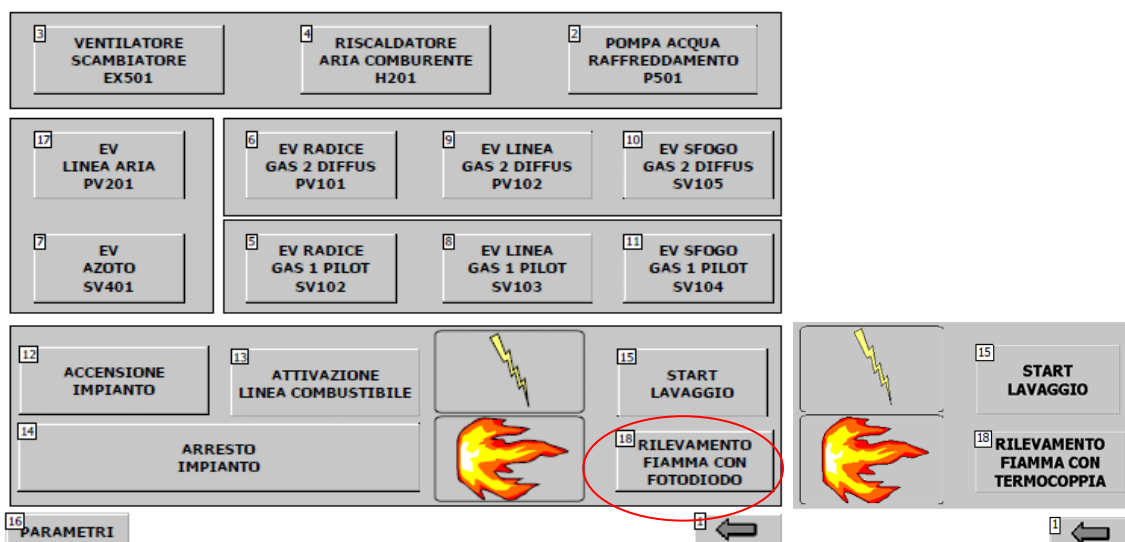 3
VENTILATORE
SCAMBIATORE
EX501
4
RISCALDATORE
ARIA COMBURENTE
H201
2
POMPA ACQUA
RAFFREDDAMENTO
P501
17
EV
LINEA ARIA
PV201
6
EV RADICE
GAS 2 DIFFUS
PV101
9
EV LINEA
GAS 2 DIFFUS
PV102
10
EV SFOGO
GAS 2 DIFFUS
SV105
7
EV
AZOTO
SV401
5
EV RADICE
GAS 1 PILOT
SV102
8
EV LINEA
GAS 1 PILOT
SV103
11
EV SFOGO
GAS 1 PILOT
SV104
12
ACCENSIONE
IMPIANTO
13
ATTIVAZIONE
LINEA COMBUSTIBILE
15
START
LAVAGGIO
14
ARRESTO
IMPIANTO
18
RILEVAMENTO
FIAMMA CON
FOTODIODO
16
PARAMETRI
1
15
START
LAVAGGIO
18
RILEVAMENTO
FIAMMA CON
TERMOCOPPIA
1